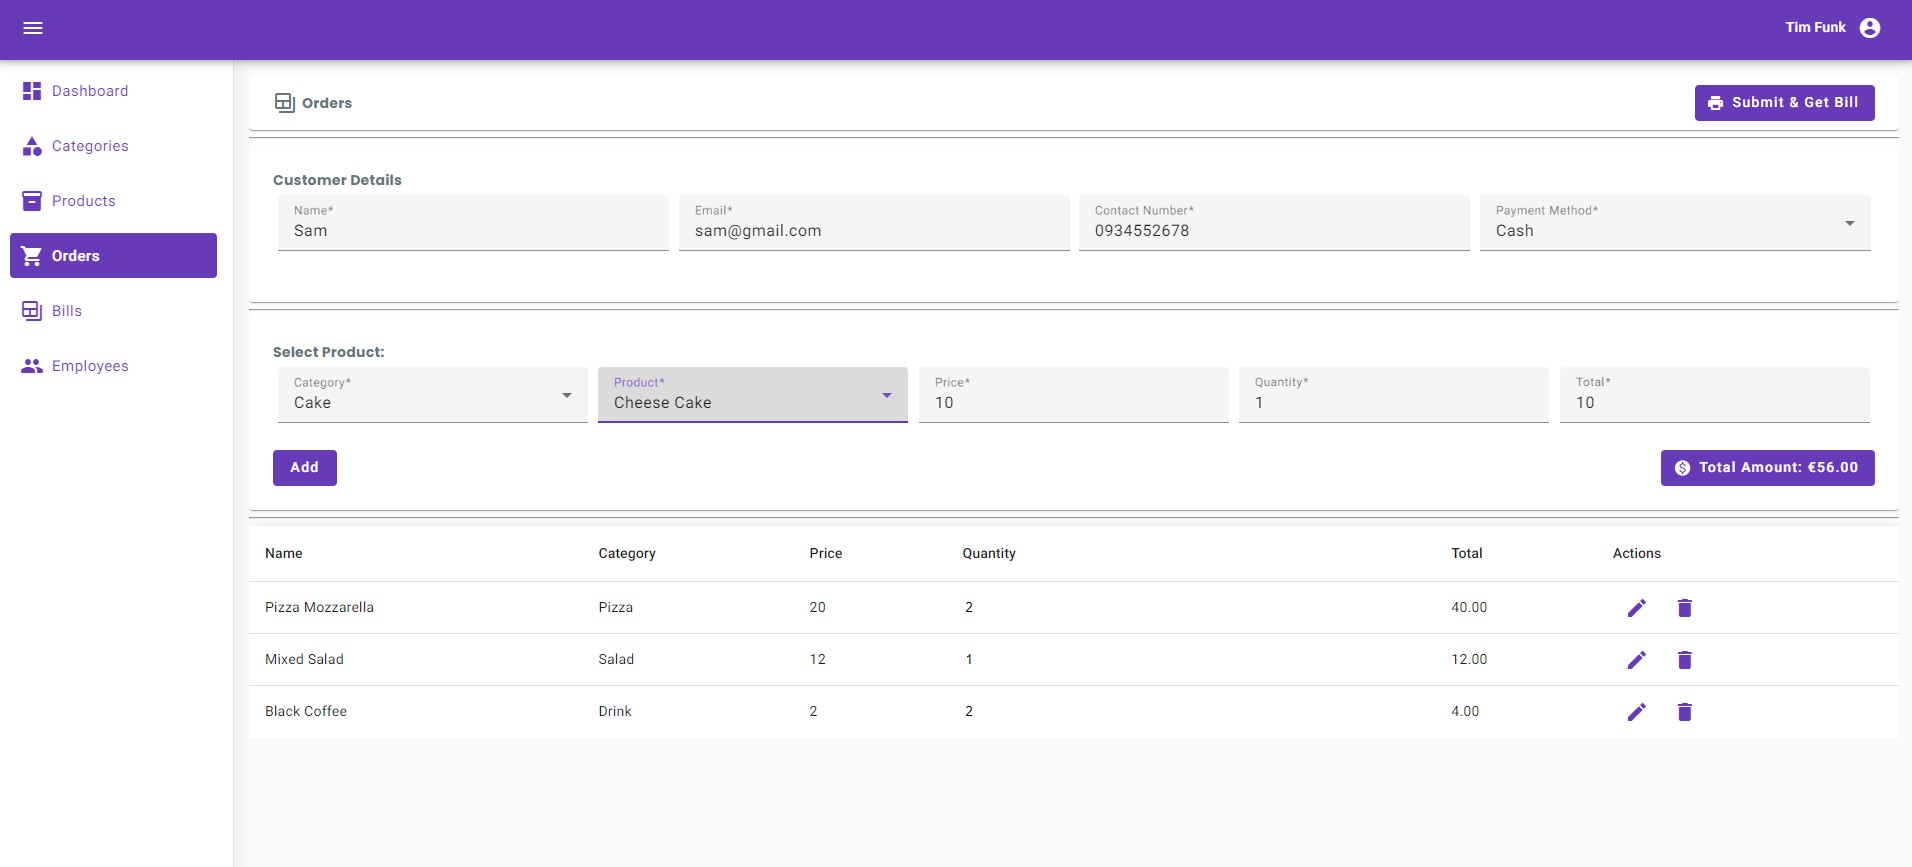 Tim Funk
Dashboard
Categories
Products
Orders
Bills
Employees
Orders
Submit & Get Bill
Customer Details
Name*
Sam
Email*
sam@gmail.com
Contact Number*
0934552678
Payment Method*
Cash
Select Product:
Category*
Cake
Product*
Cheese Cake
Price*
10
Quantity*
1
Total*
10
Add
Total Amount: €56.00
Name Category Price Quantity Total Actions
Pizza Mozzarella Pizza 20 2 40.00
Mixed Salad Salad 12 1 12.00
Black Coffee Drink 2 2 4.00